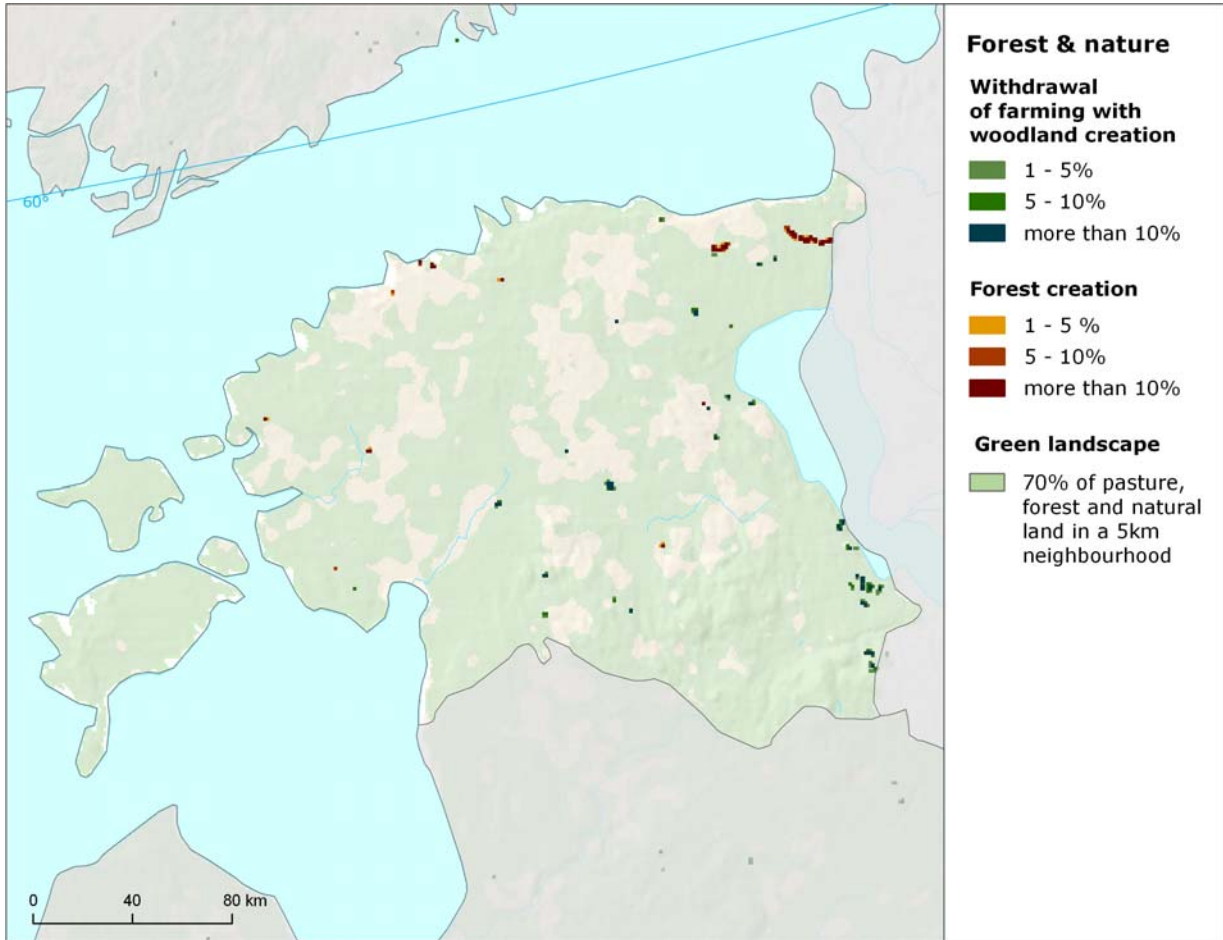 Forest & nature
Withdrawal
of farming with
woodland creation
1 - 5%
5 - 10%
more than 10%
Forest creation
1 - 5 %
5 - 10%
more than 10%
Green landscape
70% of pasture,
forest and natural
land in a 5km
neighbourhood
60°
0 40 80 km